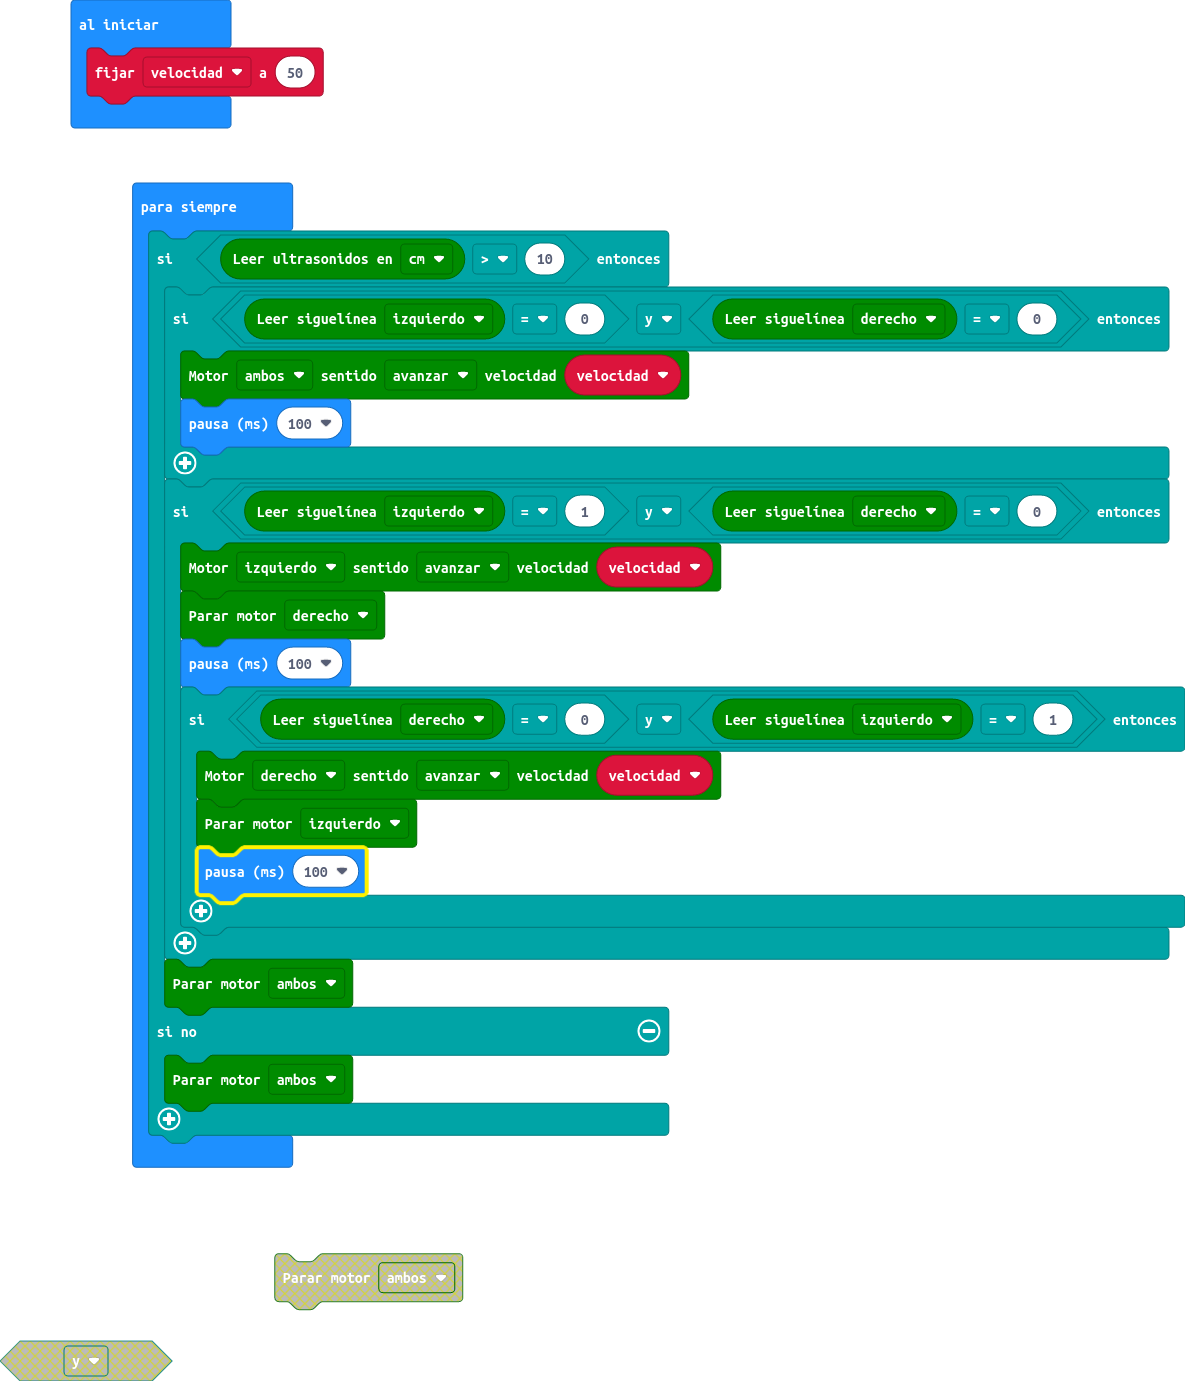 al iniciar
fijar velocidad a 50
para siempre
si Leer ultrasonidos en cm > 10 entonces
si Leer siguelínea izquierdo = 0 y Leer siguelínea derecho = 0 entonces
Motor ambos sentido avanzar velocidad velocidad
pausa (ms) 100
si Leer siguelínea izquierdo = 1 y Leer siguelínea derecho = 0 entonces
Motor izquierdo sentido avanzar velocidad velocidad
Parar motor derecho
pausa (ms) 100
si Leer siguelínea derecho = 0 y Leer siguelínea izquierdo = 1 entonces
Motor derecho sentido avanzar velocidad velocidad
Parar motor izquierdo
pausa (ms) 100
Parar motor ambos
si no
Parar motor ambos
Parar motor ambos
y